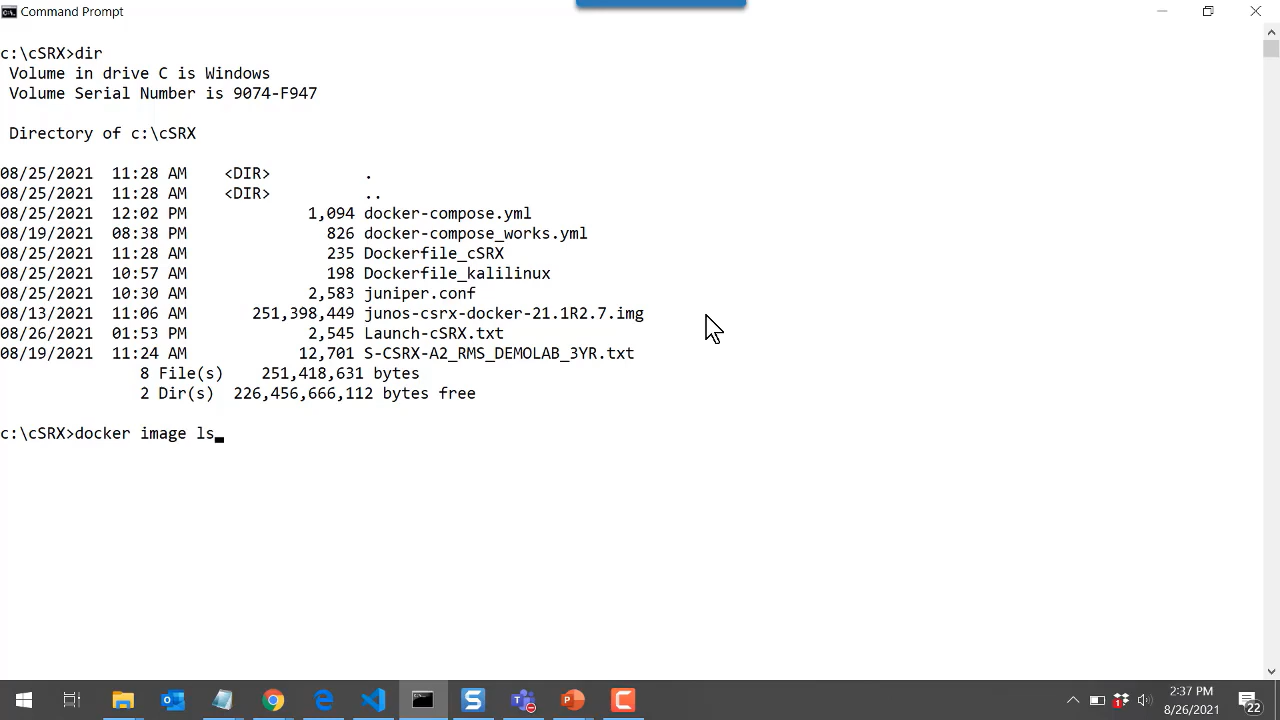 Command Prompt
c:\cSRX>dir
Volume in drive C is Windows
Volume Serial Number is 9074-F947
Directory of c:\cSRX
08/25/2021 11:28 AM <DIR> .
08/25/2021 11:28 AM <DIR> ..
08/25/2021 12:02 PM 1,094 docker-compose.yml
08/19/2021 08:38 PM 826 docker-compose_works.yml
08/25/2021 11:28 AM 235 Dockerfile_cSRX
08/25/2021 10:57 AM 198 Dockerfile_kalilinux
08/25/2021 10:30 AM 2,583 juniper.conf
08/13/2021 11:06 AM 251,398,449 junos-csrx-docker-21.1R2.7.img
08/26/2021 01:53 PM 2,545 Launch-cSRX.txt
08/19/2021 11:24 AM 12,701 S-CSRX-A2_RMS_DEMOLAB_3YR.txt
8 File(s) 251,418,631 bytes
2 Dir(s) 226,456,666,112 bytes free
c:\cSRX>docker image ls
2:37 PM
8/26/2021
22